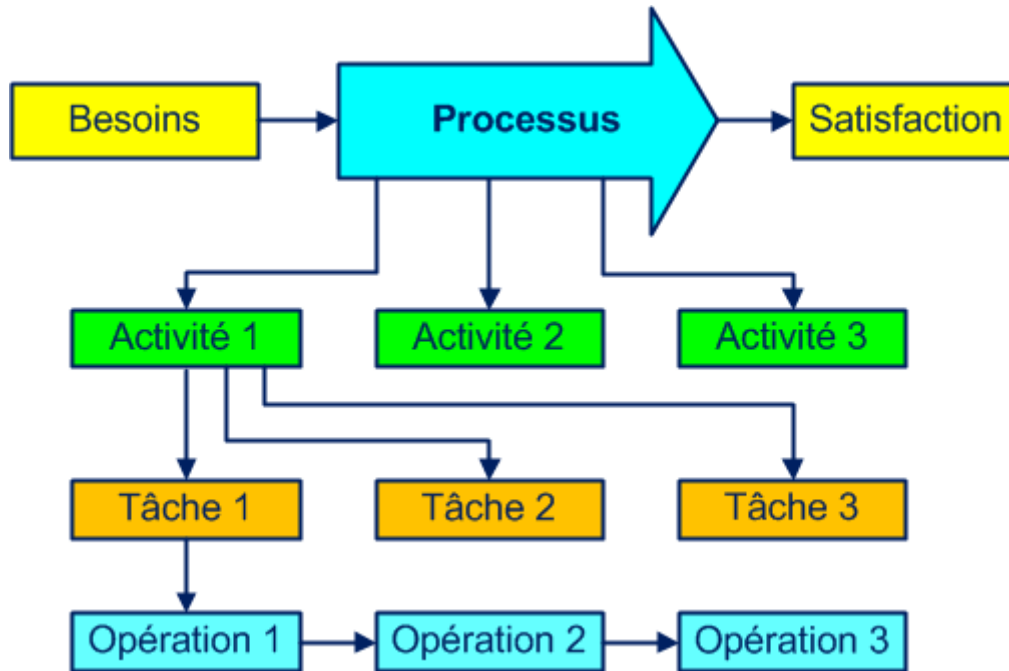 Besoins
Processus
Satisfaction
Activité 1
Activité 2
Activité 3
Tâche 1
Tâche 2
Tâche 3
Opération 1
Opération 2
Opération 3